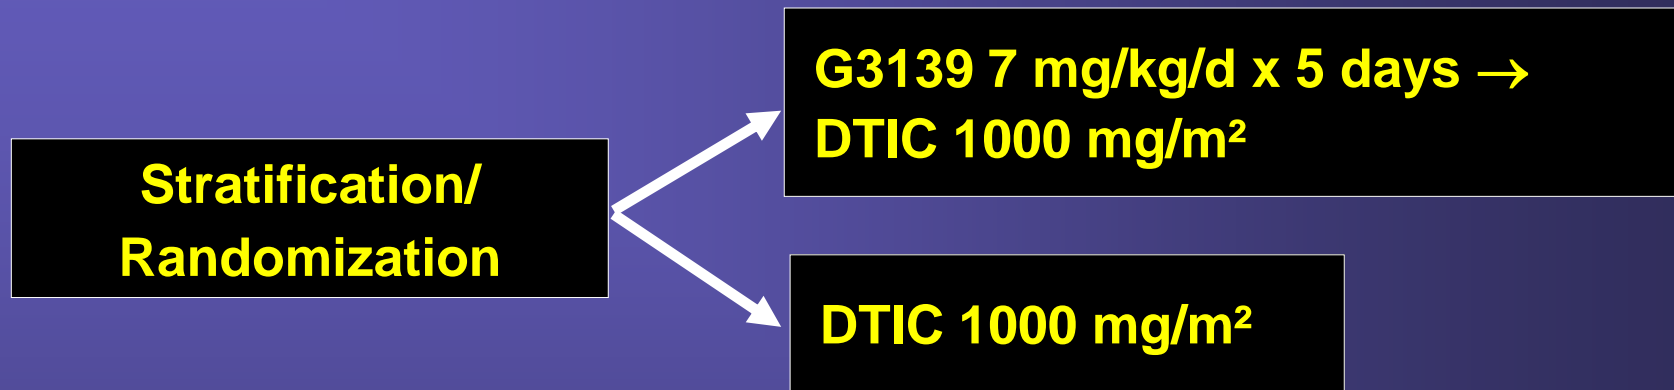 Stratification/
Randomization
G3139 7 mg/kg/d x 5 days →
DTIC 1000 mg/m²
DTIC 1000 mg/m²